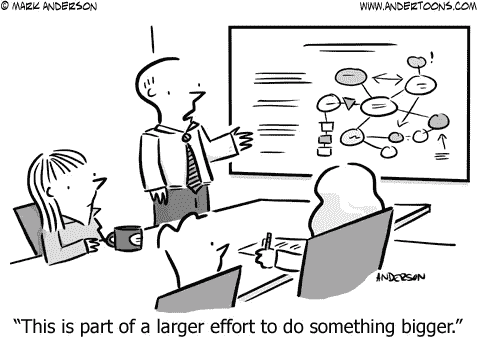 © MARK ANDERSON
WWW.ANDERTOONS.COM
!
ANDERSON
“This is part of a larger effort to do something bigger.”